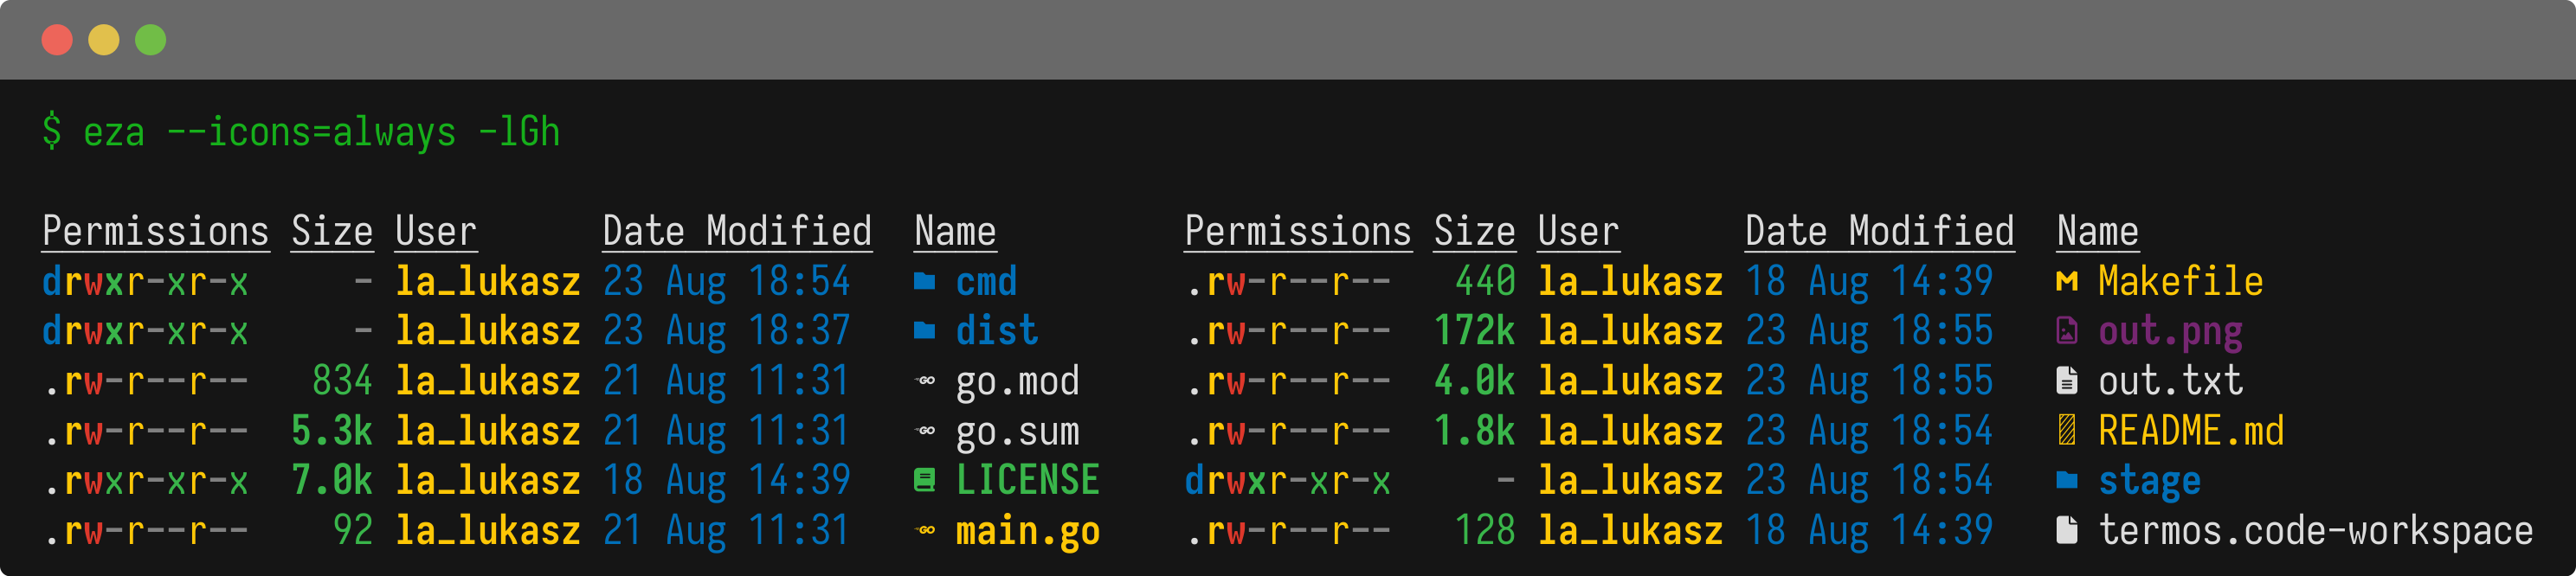 $ eza --icons=always -lGh
Permissions Size User Date Modified Name Permissions Size User Date Modified Name
drwxr-xr-x - la_lukasz 23 Aug 18:54 cmd .rw-r--r-- 440 la_lukasz 18 Aug 14:39 Makefile
drwxr-xr-x - la_lukasz 23 Aug 18:37 dist .rw-r--r-- 172k la_lukasz 23 Aug 18:55 out.png
.rw-r--r-- 834 la_lukasz 21 Aug 11:31 go.mod .rw-r--r-- 4.0k la_lukasz 23 Aug 18:55 out.txt
.rw-r--r-- 5.3k la_lukasz 21 Aug 11:31 go.sum .rw-r--r-- 1.8k la_lukasz 23 Aug 18:54 README.md
.rwxr-xr-x 7.0k la_lukasz 18 Aug 14:39 LICENSE drwxr-xr-x - la_lukasz 23 Aug 18:54 stage
.rw-r--r-- 92 la_lukasz 21 Aug 11:31 main.go .rw-r--r-- 128 la_lukasz 18 Aug 14:39 termos.code-workspace